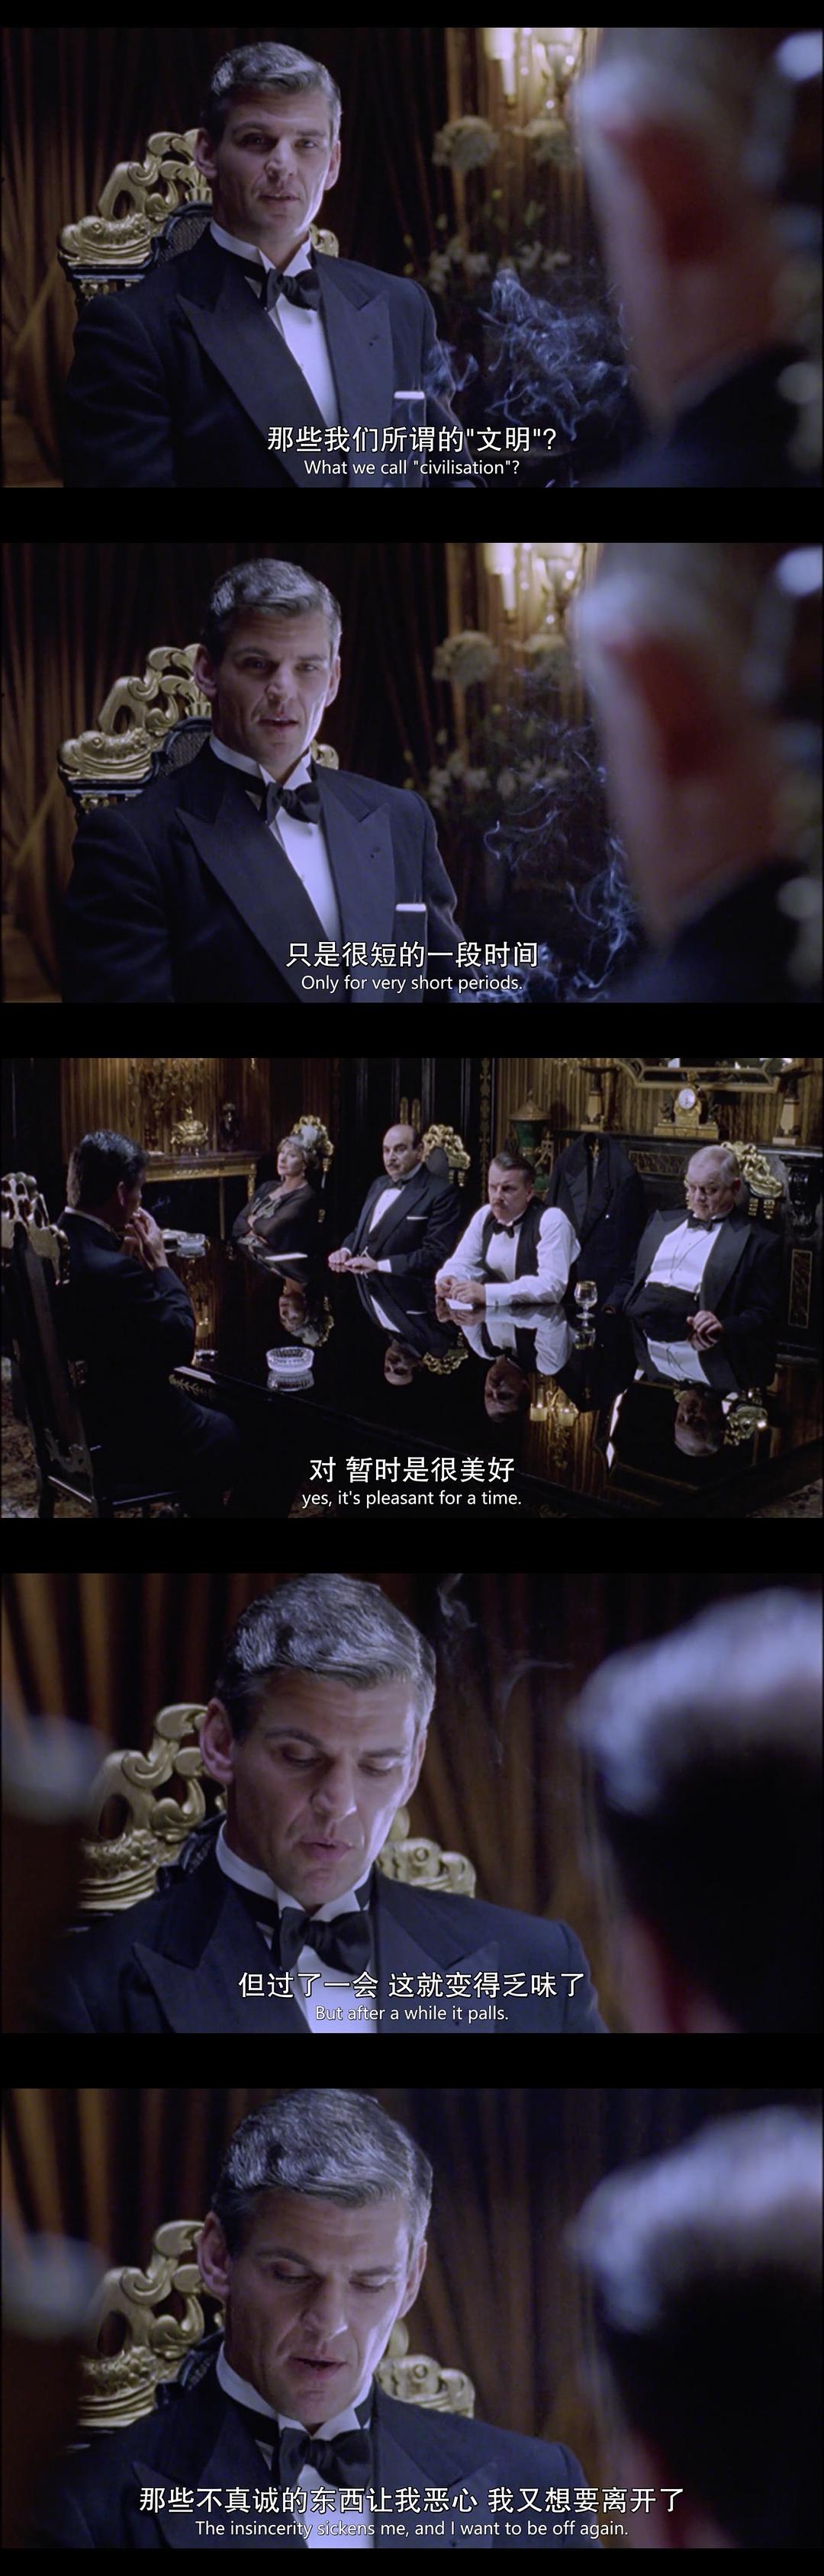 那些我们所谓的"文明"?
What we call "civilisation"?
只是很短的一段时间
Only for very short periods.
对 暂时是很美好
yes, it's pleasant for a time.
但过了一会 这就变得乏味了
But after a while it palls.
那些不真诚的东西让我恶心 我又想要离开了
The insincerity sickens me, and I want to be off again.